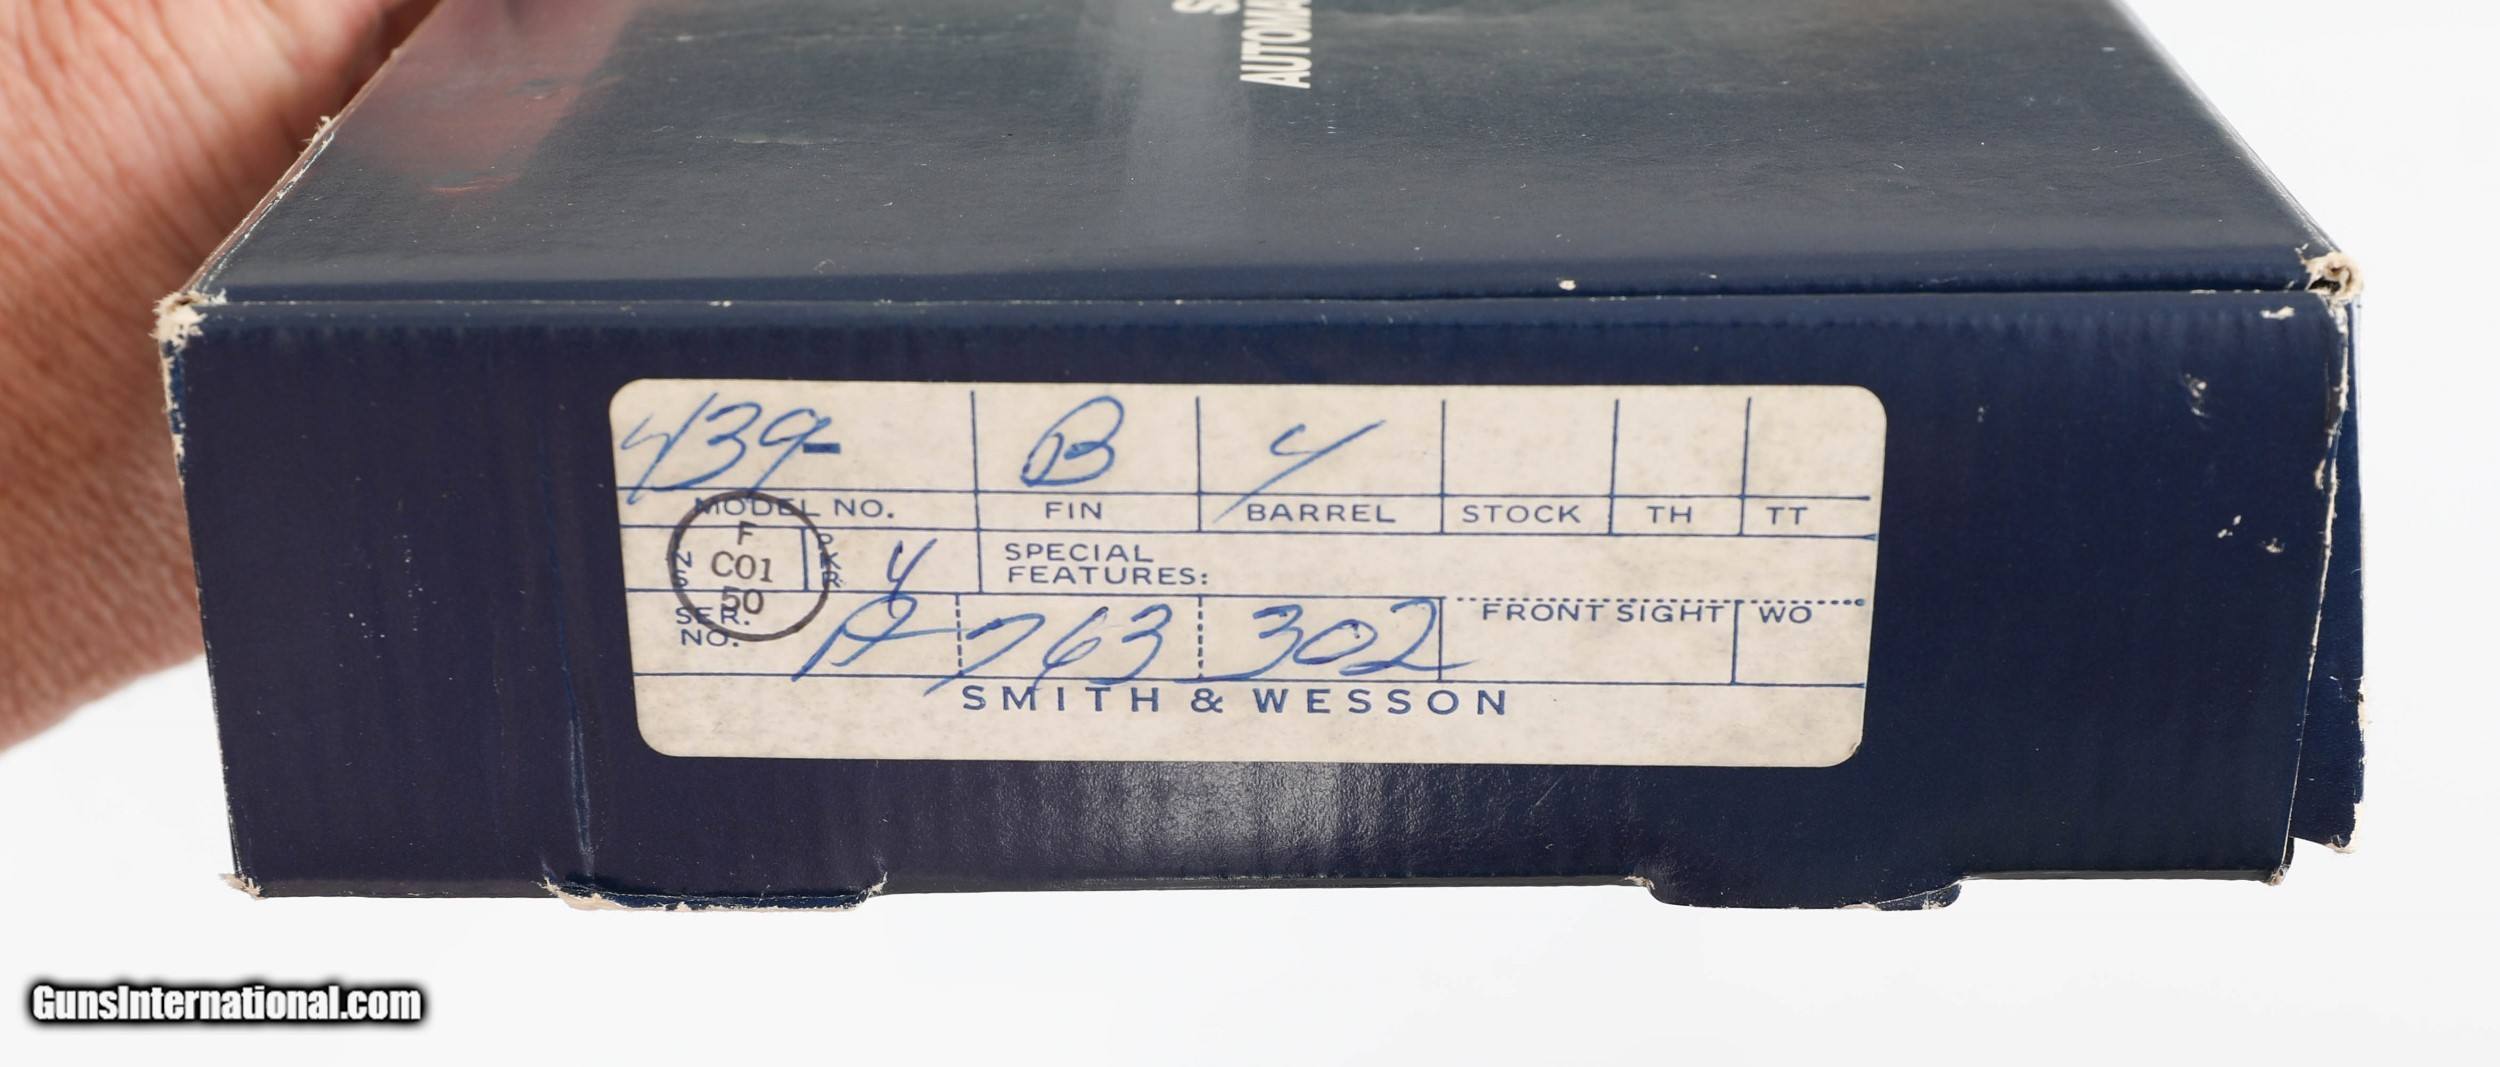 AUTOMA
439- B 4
MODEL NO. FIN BARREL STOCK TH TT
F
C01
50
INS PKR 4 SPECIAL
FEATURES:
SER.
NO. A 763 302 FRONT SIGHT WO
SMITH & WESSON
GunsInternational.com